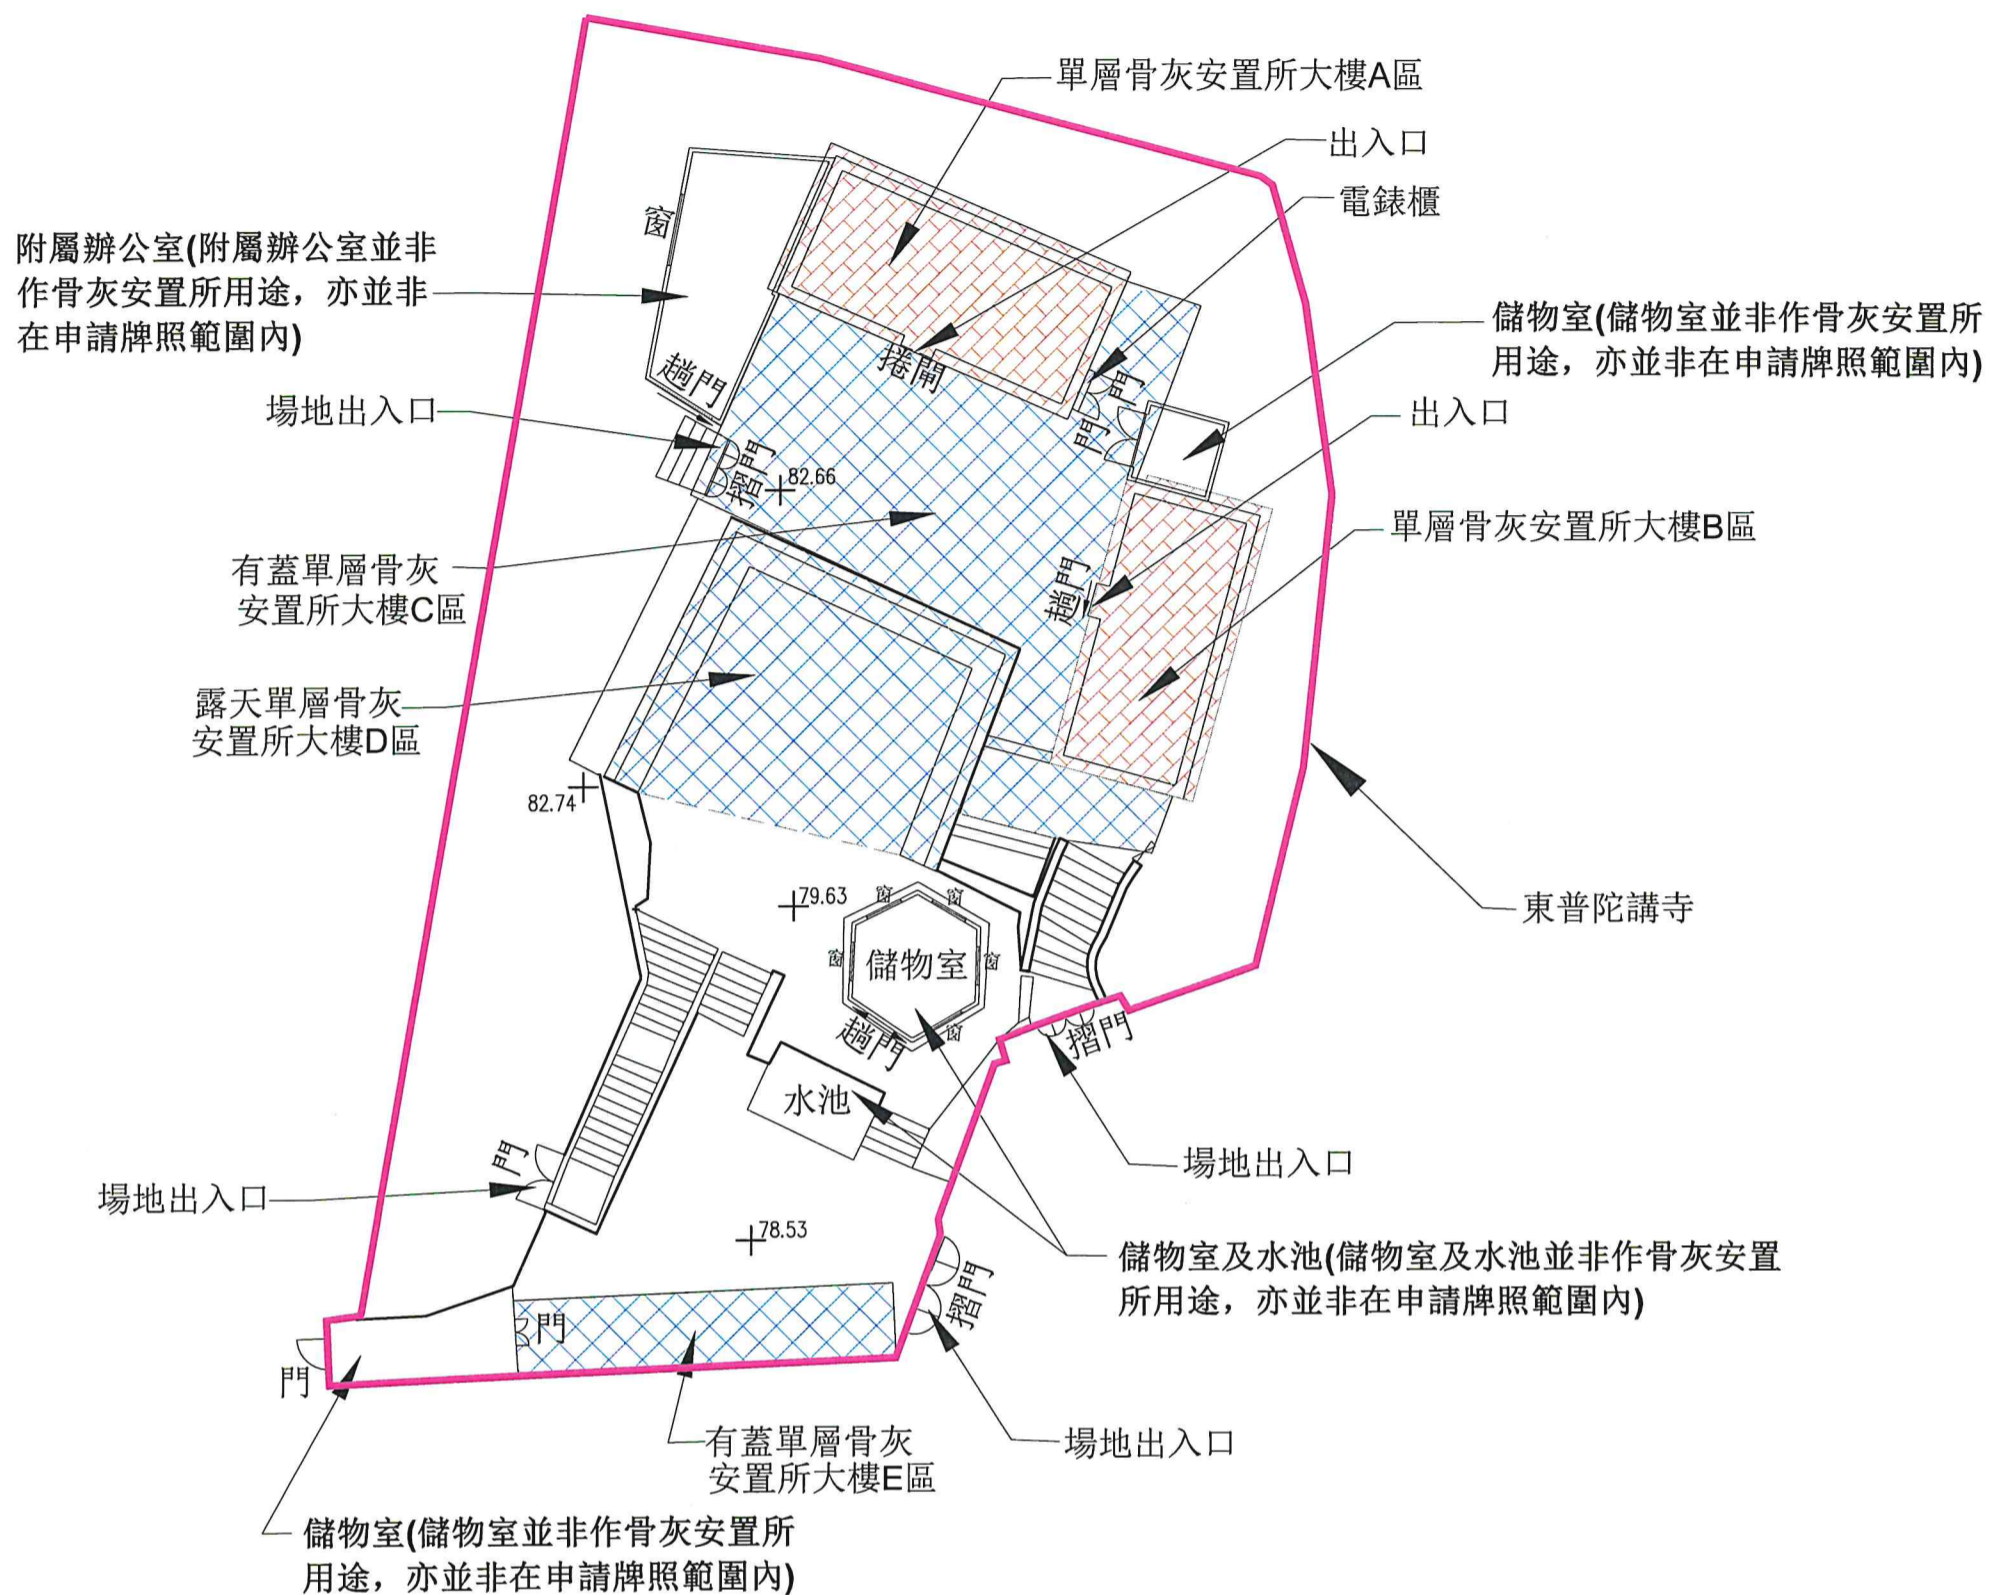 單層骨灰安置所大樓A區
出入口
電錶櫃
窗
附屬辦公室(附屬辦公室並非
作骨灰安置所用途，亦並非
在申請牌照範圍內)
儲物室(儲物室並非作骨灰安置所
用途，亦並非在申請牌照範圍內)
捲閘
趟門
門
門
場地出入口
出入口
摺門
82.66
單層骨灰安置所大樓B區
有蓋單層骨灰
安置所大樓C區
趟門
露天單層骨灰
安置所大樓D區
82.74
東普陀講寺
79.63
窗
窗
窗
儲物室
窗
窗
趟門
摺門
水池
門
場地出入口
場地出入口
78.53
儲物室及水池(儲物室及水池並非作骨灰安置
所用途，亦並非在申請牌照範圍內)
摺門
門
門
有蓋單層骨灰
安置所大樓E區
場地出入口
儲物室(儲物室並非作骨灰安置所
用途，亦並非在申請牌照範圍內)